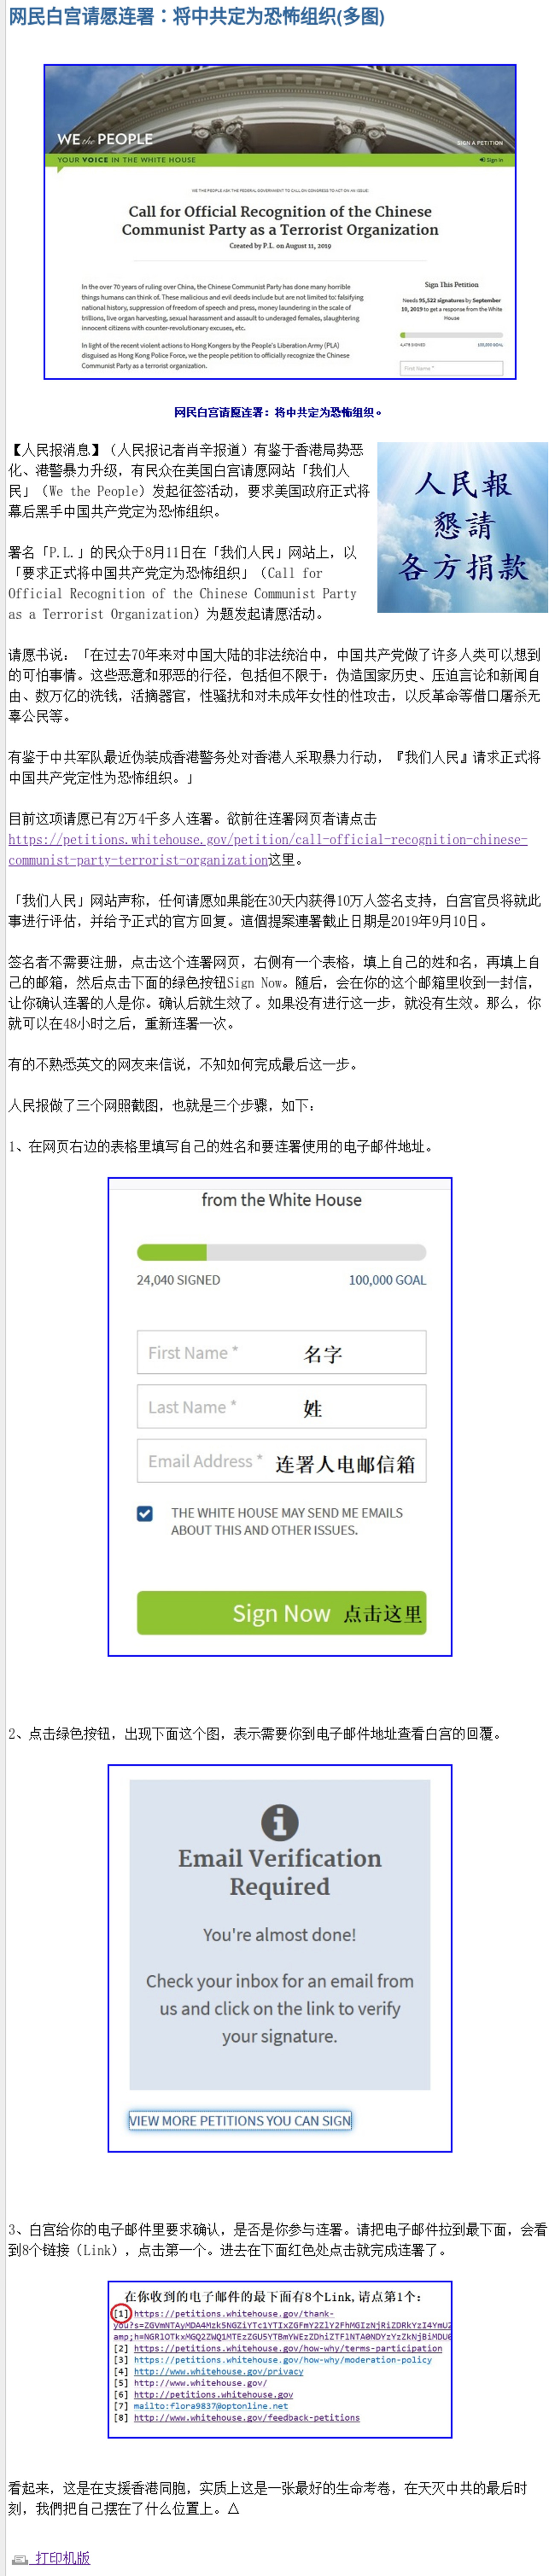 网民白宫请愿连署：将中共定为恐怖组织(多图)
WE the PEOPLE
SIGN A PETITION
YOUR VOICE IN THE WHITE HOUSE
Sign In
WE THE PEOPLE ASK THE FEDERAL GOVERNMENT TO CALL ON CONGRESS TO ACT ON AN ISSUE:
Call for Official Recognition of the Chinese
Communist Party as a Terrorist Organization
Created by P.L. on August 11, 2019
In the over 70 years of ruling over China, the Chinese Communist Party has done many horrible
things humans can think of. These malicious and evil deeds include but are not limited to: falsifying
national history, suppression of freedom of speech and press, money laundering in the scale of
trillions, live organ harvesting, sexual harassment and assault to underaged females, slaughtering
innocent citizens with counter-revolutionary excuses, etc.
In light of the recent violent actions to Hong Kongers by the People's Liberation Army (PLA)
disguised as Hong Kong Police Force, we the people petition to officially recognize the Chinese
Communist Party as a terrorist organization.
Sign This Petition
Needs 95,522 signatures by September
10, 2019 to get a response from the White
House
4,478 SIGNED
100,000 GOAL
First Name *
网民白宫请愿连署：将中共定为恐怖组织。
【人民报消息】（人民报记者肖辛报道）有鉴于香港局势恶
化、港警暴力升级，有民众在美国白宫请愿网站「我们人
民」（We the People）发起征签活动，要求美国政府正式将
幕后黑手中国共产党定为恐怖组织。
人民報
懇請
各方捐款
署名「P.L.」的民众于8月11日在「我们人民」网站上，以
「要求正式将中国共产党定为恐怖组织」（Call for
Official Recognition of the Chinese Communist Party
as a Terrorist Organization）为题发起请愿活动。
请愿书说：「在过去70年来对中国大陆的非法统治中，中国共产党做了许多人类可以想到
的可怕事情。这些恶意和邪恶的行径，包括但不限于：伪造国家历史、压迫言论和新闻自
由、数万亿的洗钱，活摘器官，性骚扰和对未成年女性的性攻击，以反革命等借口屠杀无
辜公民等。
有鉴于中共军队最近伪装成香港警务处对香港人采取暴力行动，『我们人民』请求正式将
中国共产党定性为恐怖组织。」
目前这项请愿已有2万4千多人连署。欲前往连署网页者请点击
https://petitions.whitehouse.gov/petition/call-official-recognition-chinese-
communist-party-terrorist-organization这里。
「我们人民」网站声称，任何请愿如果能在30天内获得10万人签名支持，白宫官员将就此
事进行评估，并给予正式的官方回复。這個提案連署截止日期是2019年9月10日。
签名者不需要注册，点击这个连署网页，右侧有一个表格，填上自己的姓和名，再填上自
己的邮箱，然后点击下面的绿色按钮Sign Now。随后，会在你的这个邮箱里收到一封信，
让你确认连署的人是你。确认后就生效了。如果没有进行这一步，就没有生效。那么，你
就可以在48小时之后，重新连署一次。
有的不熟悉英文的网友来信说，不知如何完成最后这一步。
人民报做了三个网照截图，也就是三个步骤，如下：
1、在网页右边的表格里填写自己的姓名和要连署使用的电子邮件地址。
from the White House
24,040 SIGNED
100,000 GOAL
First Name * 名字
Last Name * 姓
Email Address * 连署人电邮信箱
THE WHITE HOUSE MAY SEND ME EMAILS
ABOUT THIS AND OTHER ISSUES.
Sign Now 点击这里
2、点击绿色按钮，出现下面这个图，表示需要你到电子邮件地址查看白宫的回覆。
Email Verification
Required
You're almost done!
Check your inbox for an email from
us and click on the link to verify
your signature.
VIEW MORE PETITIONS YOU CAN SIGN
3、白宫给你的电子邮件里要求确认，是否是你参与连署。请把电子邮件拉到最下面，会看
到8个链接（Link），点击第一个。进去在下面红色处点击就完成连署了。
在你收到的电子邮件的最下面有8个Link,请点第1个：
[1] https://petitions.whitehouse.gov/thank-
[2] https://petitions.whitehouse.gov/how-why/terms-participation
[3] https://petitions.whitehouse.gov/how-why/moderation-policy
[4] http://www.whitehouse.gov/privacy
[5] http://www.whitehouse.gov/
[6] http://petitions.whitehouse.gov
[7] mailto:flora9837@optonline.net
[8] http://www.whitehouse.gov/feedback-petitions
看起来，这是在支援香港同胞，实质上这是一张最好的生命考卷，在天灭中共的最后时
刻，我們把自己摆在了什么位置上。△
打印机版